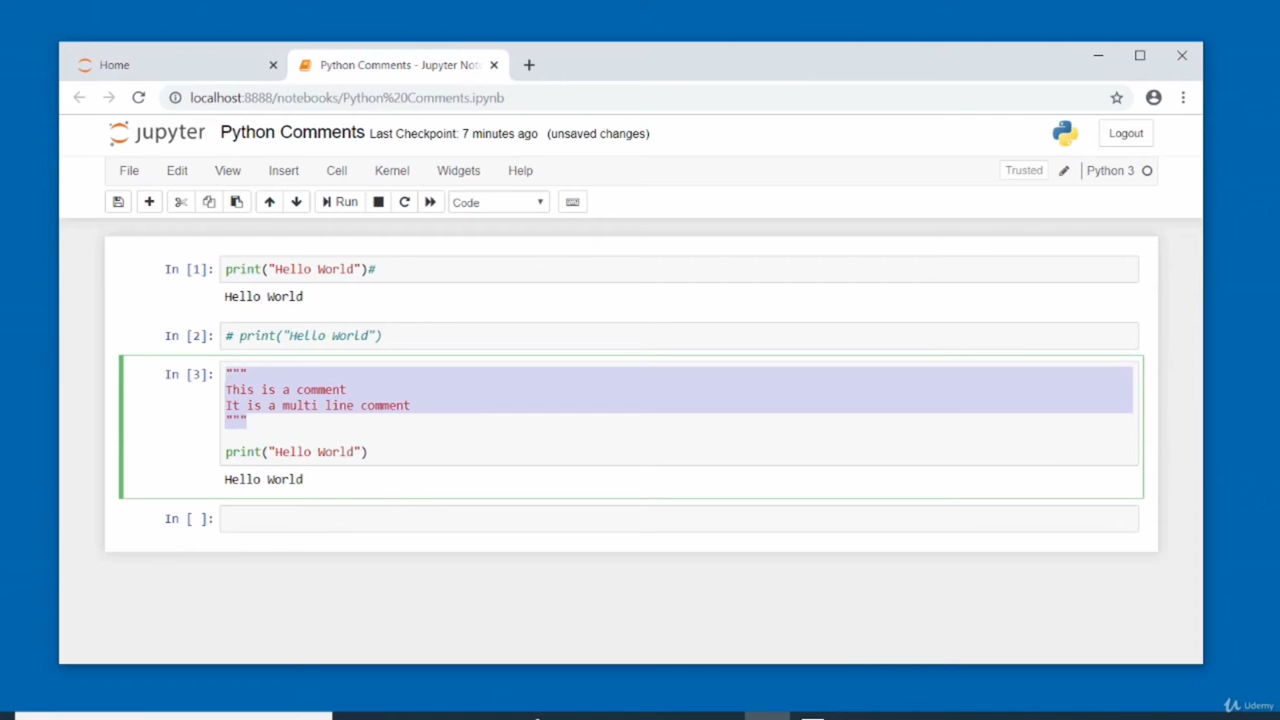 Home
Python Comments - Jupyter Not
localhost:8888/notebooks/Python%20Comments.ipynb
jupyter Python Comments Last Checkpoint: 7 minutes ago (unsaved changes)
Logout
File Edit View Insert Cell Kernel Widgets Help
Trusted Python 3
Run Code
In [1]: print("Hello World")#
Hello World
In [2]: # print("Hello World")
In [3]: """
This is a comment
It is a multi line comment
"""
print("Hello World")
Hello World
In [ ]:
Udemy